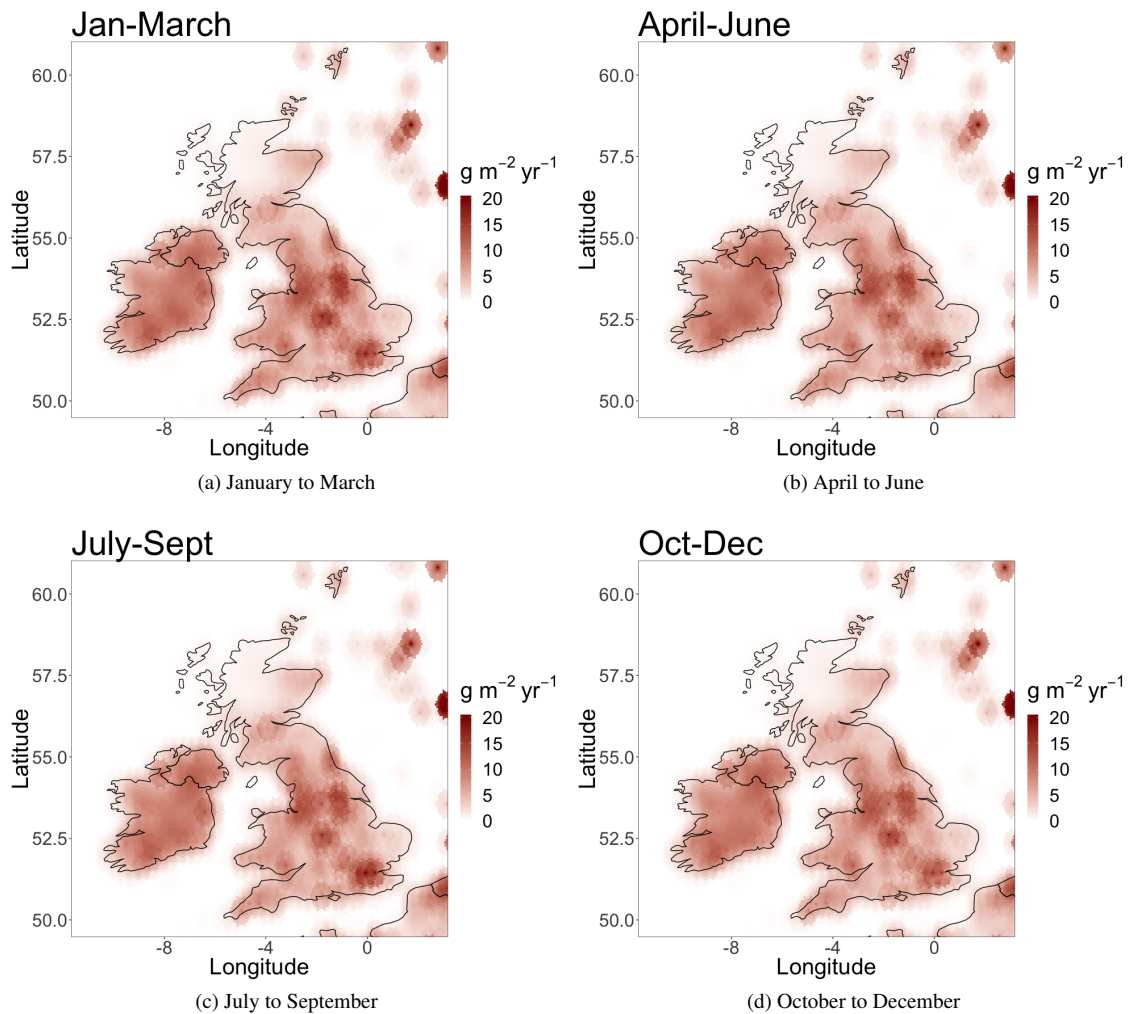 Jan-March
April-June
60.0
57.5
55.0
52.5
50.0
Latitude
-8
-4
0
Longitude
g m−2 yr−1
20
15
10
5
0
60.0
57.5
55.0
52.5
50.0
Latitude
-8
-4
0
Longitude
g m−2 yr−1
20
15
10
5
0
(a) January to March
(b) April to June
July-Sept
Oct-Dec
60.0
57.5
55.0
52.5
50.0
Latitude
-8
-4
0
Longitude
g m−2 yr−1
20
15
10
5
0
60.0
57.5
55.0
52.5
50.0
Latitude
-8
-4
0
Longitude
g m−2 yr−1
20
15
10
5
0
(c) July to September
(d) October to December